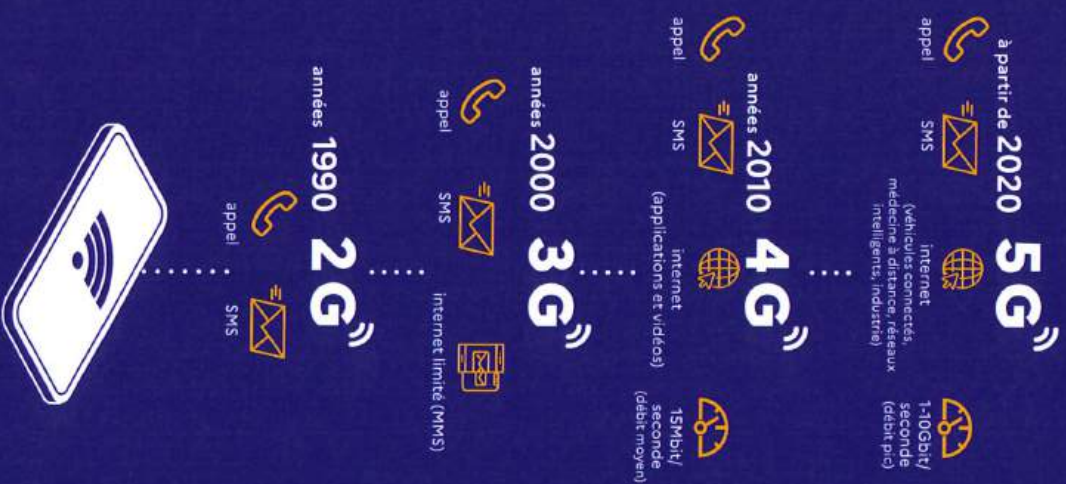 à partir de 2020 5G
appel
SMS
internet
(véhicules connectés,
médecine à distance, réseaux
intelligents, industrie)
1-10Gbit/
seconde
(débit pic)
années 2010 4G
appel
SMS
internet
(applications et vidéos)
15Mbit/
seconde
(débit moyen)
années 2000 3G
appel
SMS
internet limité (MMS)
années 1990 2G
appel
SMS